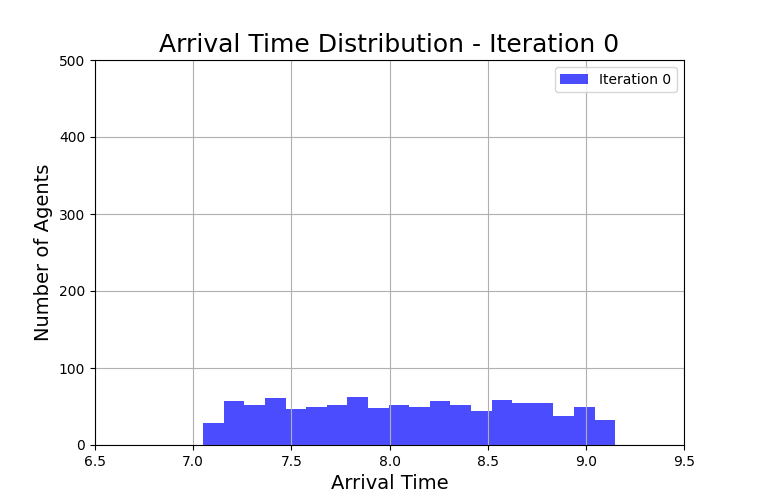 Arrival Time Distribution - Iteration 0
Iteration 0
500
400
300
200
100
0
Number of Agents
6.5 7.0 7.5 8.0 8.5 9.0 9.5
Arrival Time